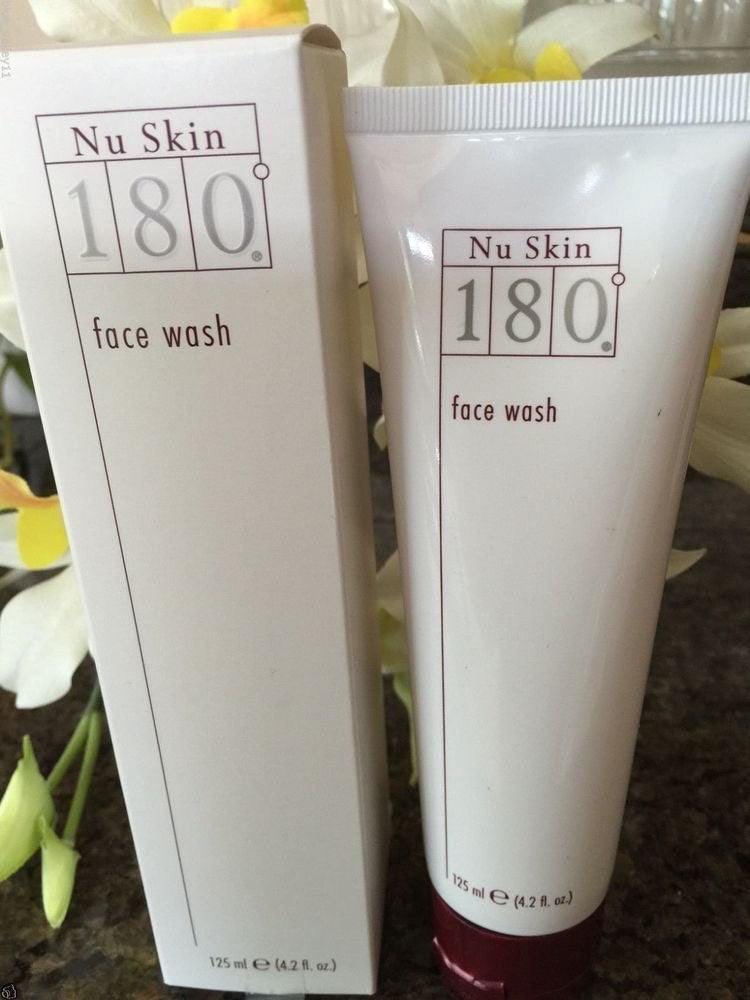 Nu Skin
180°®
face wash
125 ml ℮ (4.2 fl. oz.)
Nu Skin
180°
face wash
125 ml ℮ (4.2 fl. oz.)